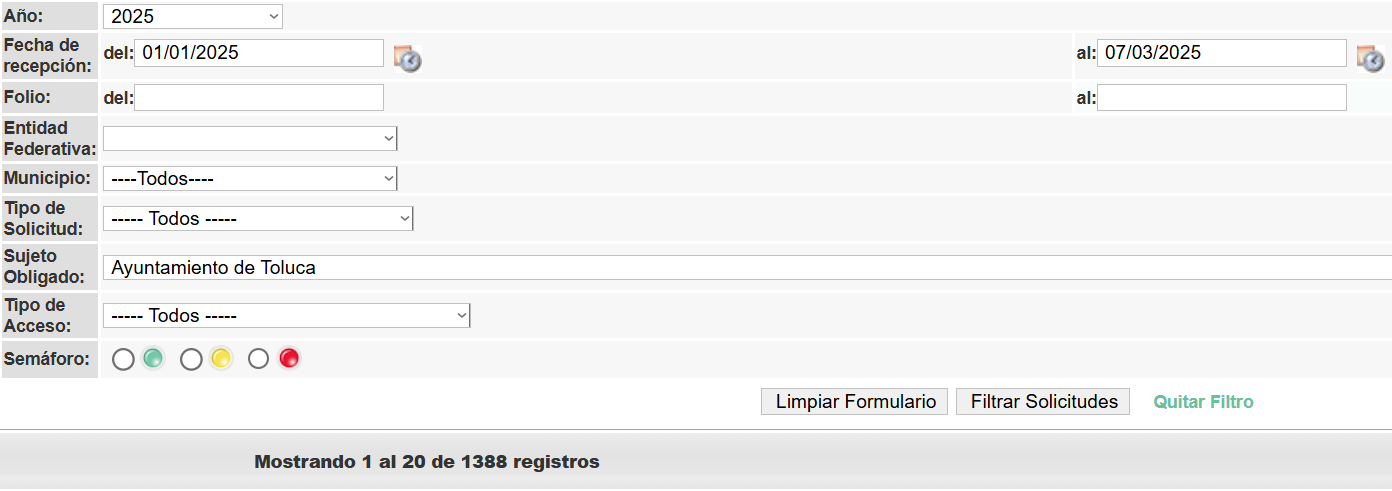 Año: 2025
Fecha de recepción: del: 01/01/2025 al: 07/03/2025
Folio: del: al:
Entidad Federativa:
Municipio: ----Todos----
Tipo de Solicitud: ----- Todos -----
Sujeto Obligado: Ayuntamiento de Toluca
Tipo de Acceso: ----- Todos -----
Semáforo:
Limpiar Formulario Filtrar Solicitudes Quitar Filtro
Mostrando 1 al 20 de 1388 registros